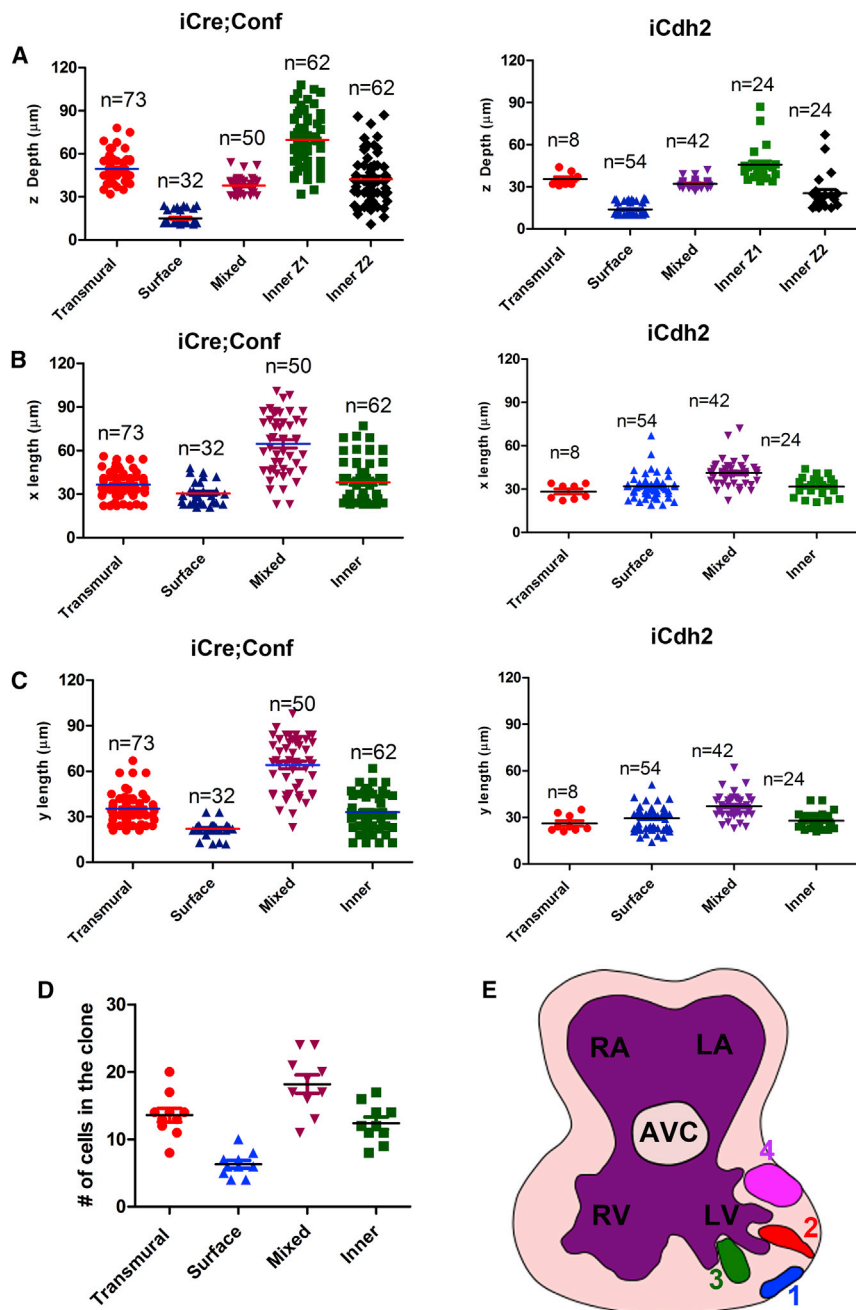 iCre;Conf
iCdh2
A
z Depth (μm)
120
90
60
30
0
n=73
n=32
n=50
n=62
n=62
Transmural
Surface
Mixed
Inner Z1
Inner Z2
z Depth (μm)
120
90
60
30
0
n=8
n=54
n=42
n=24
n=24
Transmural
Surface
Mixed
Inner Z1
Inner Z2
B
iCre;Conf
iCdh2
x length (μm)
120
90
60
30
0
n=73
n=32
n=50
n=62
Transmural
Surface
Mixed
Inner
x length (μm)
120
90
60
30
0
n=8
n=54
n=42
n=24
Transmural
Surface
Mixed
Inner
C
iCre;Conf
iCdh2
y length (μm)
120
90
60
30
0
n=73
n=32
n=50
n=62
Transmural
Surface
Mixed
Inner
y length (μm)
120
90
60
30
0
n=8
n=54
n=42
n=24
Transmural
Surface
Mixed
Inner
D
# of cells in the clone
30
20
10
0
Transmural
Surface
Mixed
Inner
E
RA
LA
AVC
4
RV
LV
2
3
1